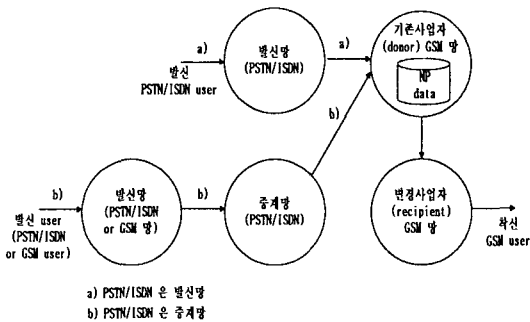 a)
발신
PSTN/ISDN user
발신망
(PSTN/ISDN)
a)
기존사업자
(donor) GSM 망
NP
data
b)
b)
발신 user
(PSTN/ISDN
or GSM user)
발신망
(PSTN/ISDN
or GSM 망)
b)
중계망
(PSTN/ISDN)
변경사업자
(recipient)
GSM 망
착신
GSM user
a) PSTN/ISDN 은 발신망
b) PSTN/ISDN 은 중계망